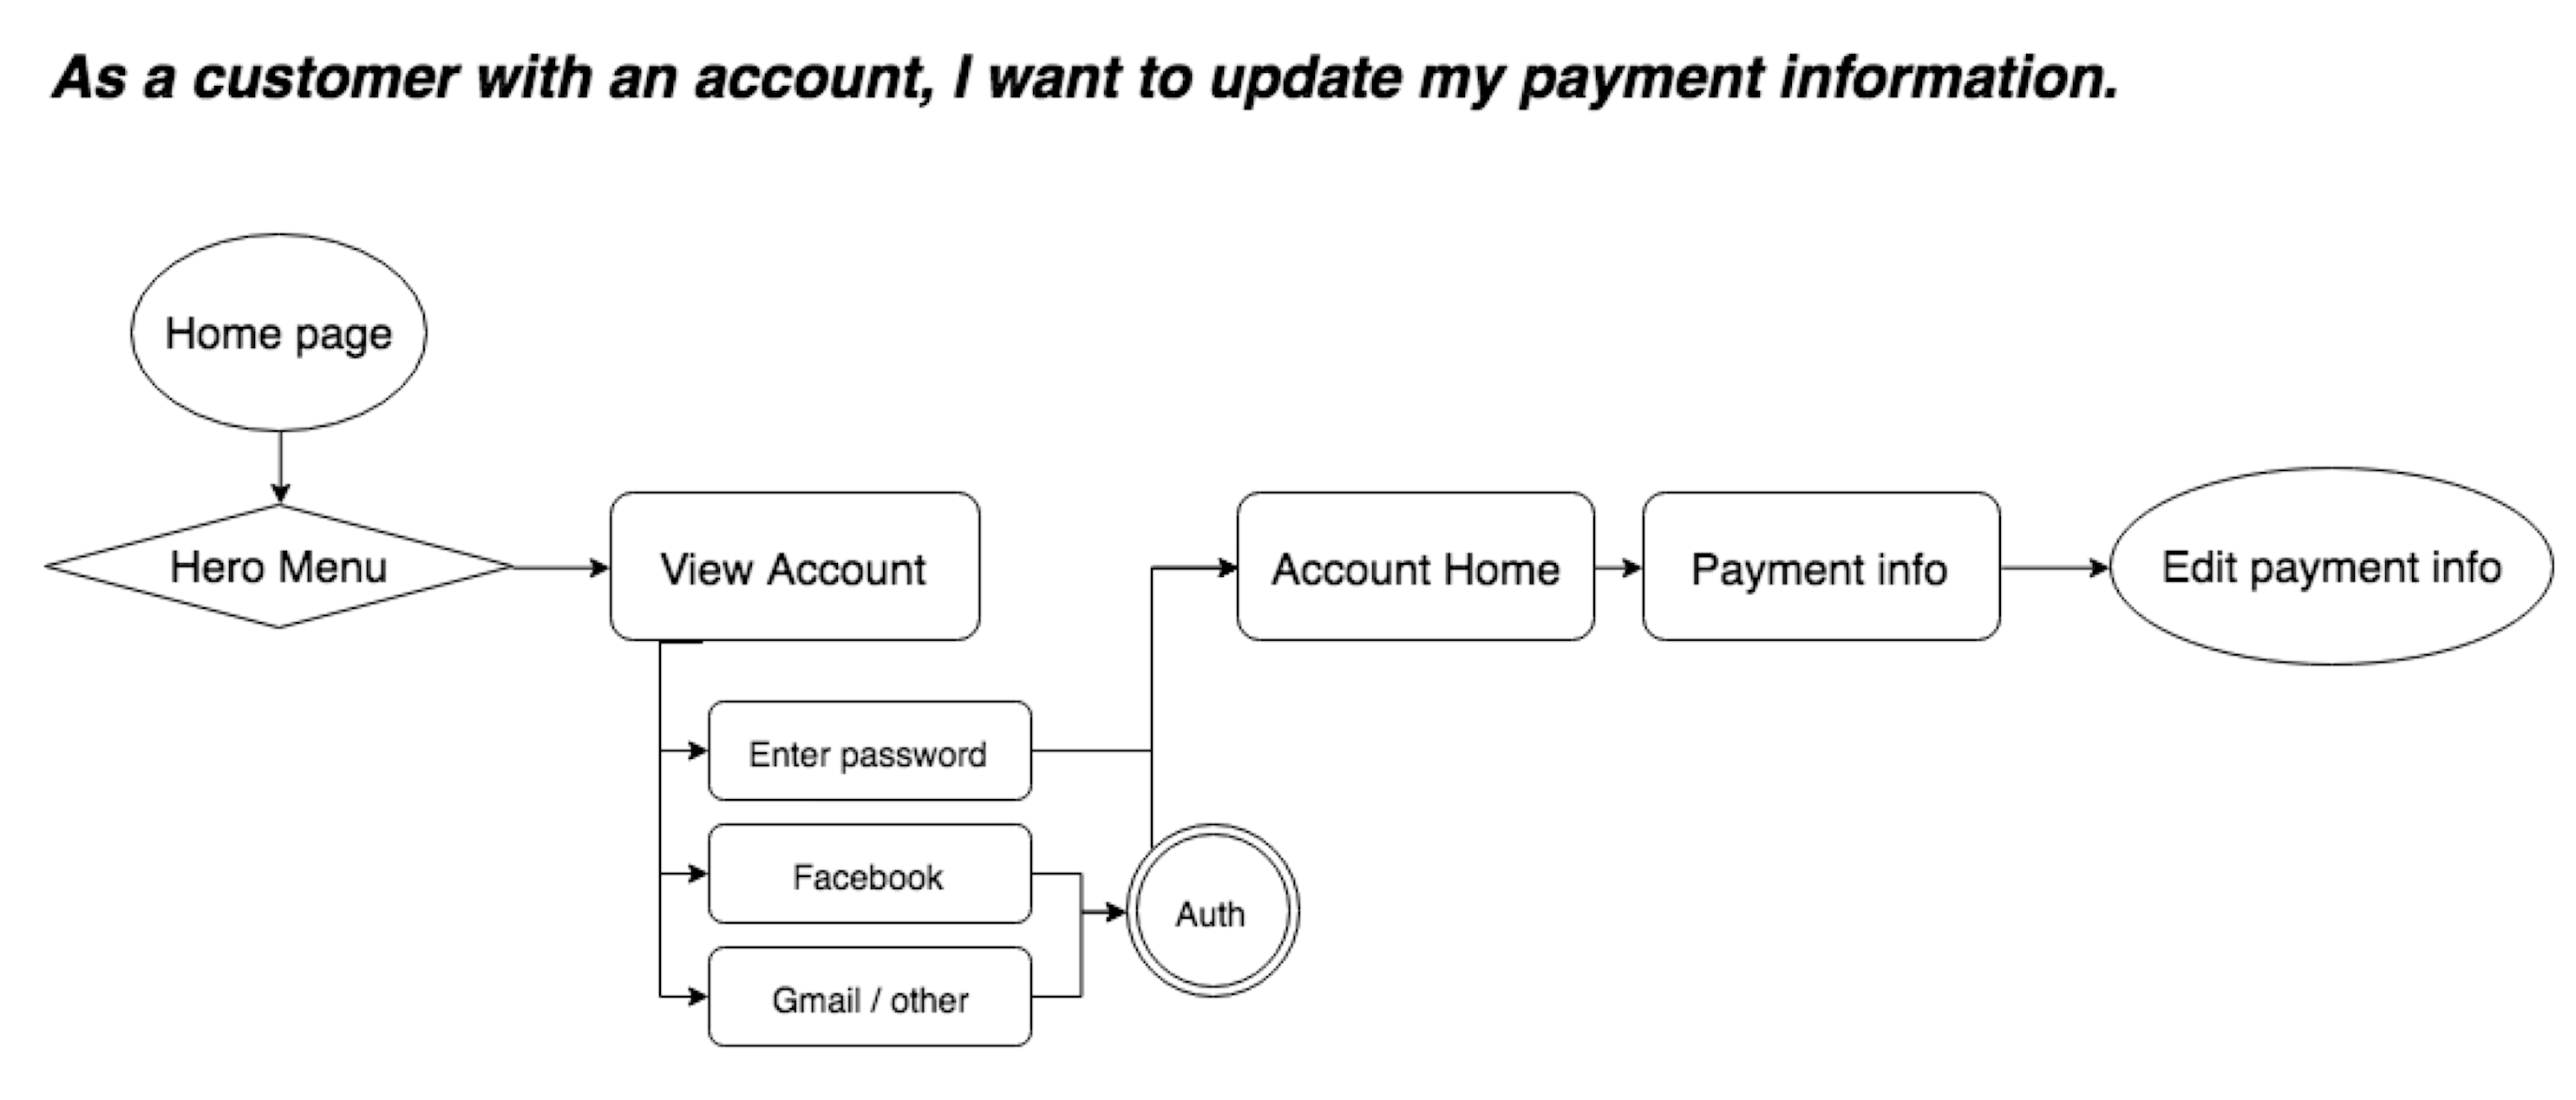 As a customer with an account, I want to update my payment information.
Home page
Hero Menu
View Account
Account Home
Payment info
Edit payment info
Enter password
Facebook
Auth
Gmail / other